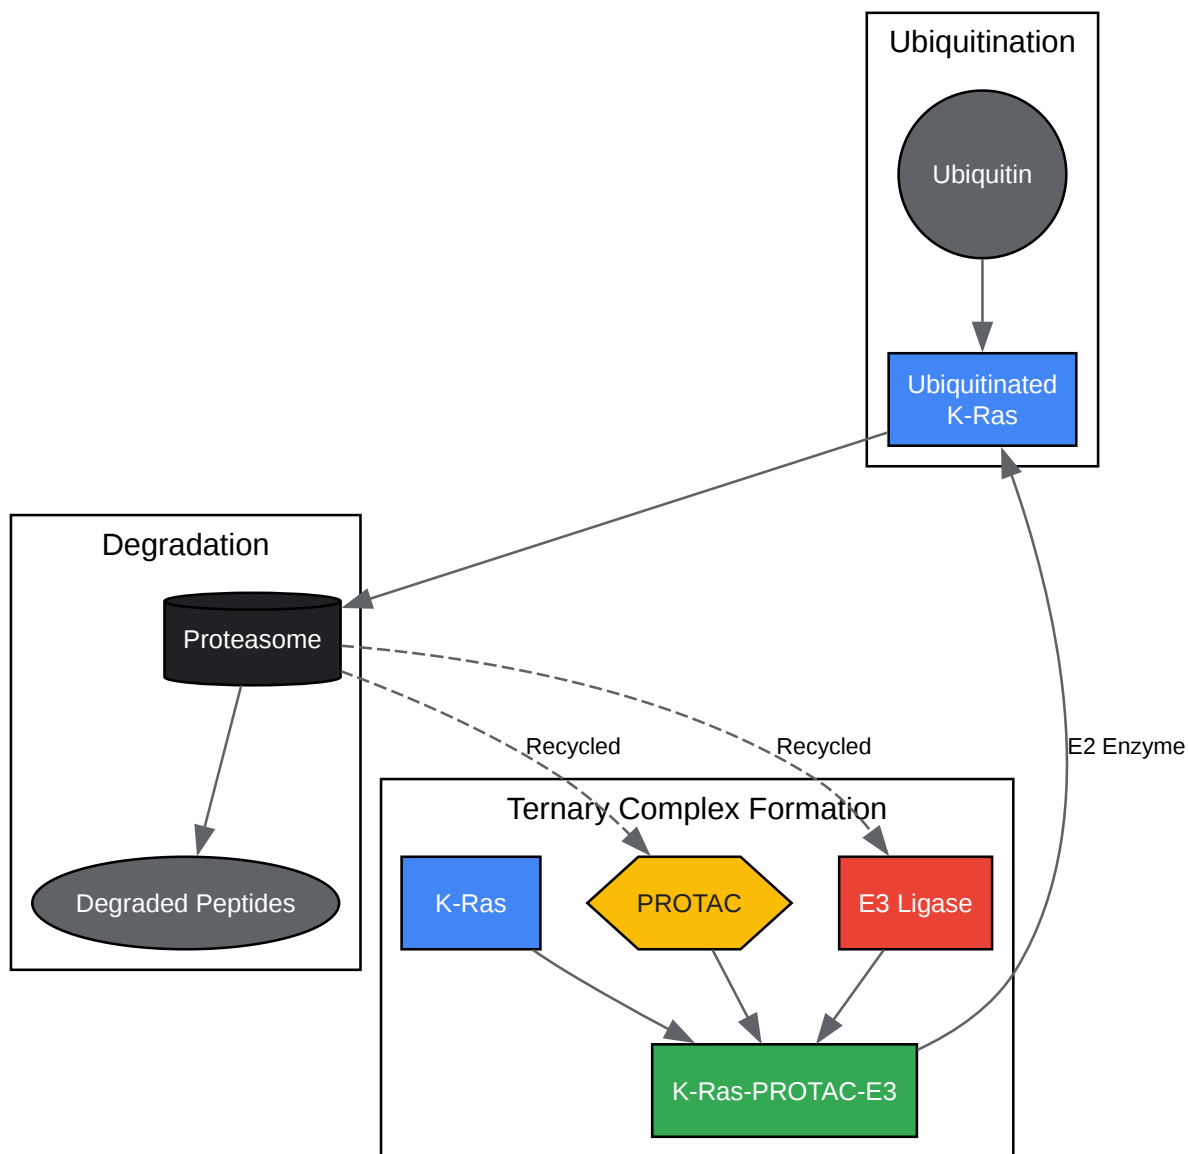 Ubiquitination
Ubiquitin
Ubiquitinated
K-Ras
Degradation
Proteasome
Recycled
Recycled
E2 Enzyme
Ternary Complex Formation
K-Ras
PROTAC
E3 Ligase
Degraded Peptides
K-Ras-PROTAC-E3